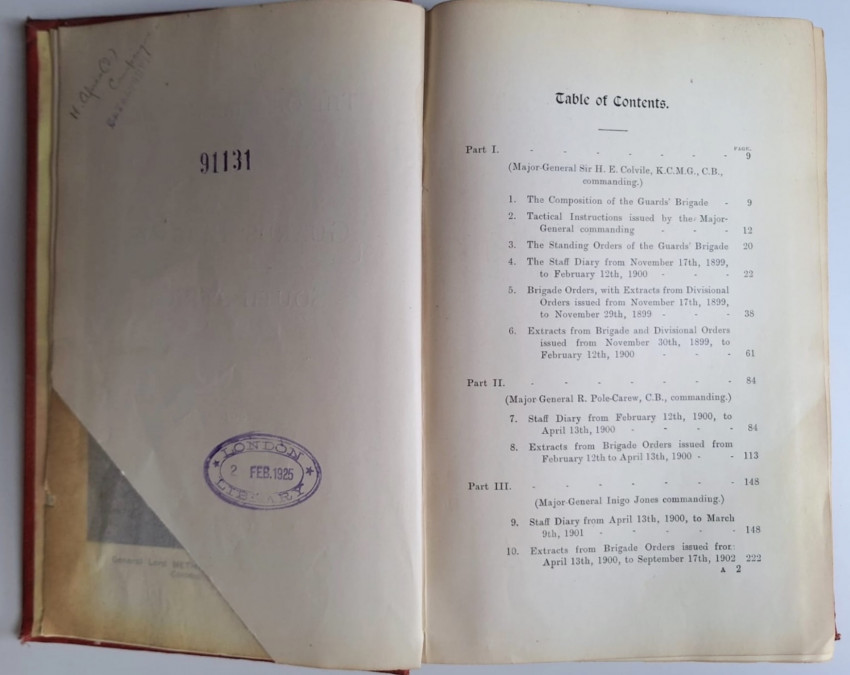 91131
LONDON
2 FEB. 1925
LIBRARY
General Lord
Table of Contents.
PAGE.
Part I. - - - - - - - 9
(Major-General Sir H. E. Colvile, K.C.M.G., C.B.,
commanding.)
1. The Composition of the Guards' Brigade - 9
2. Tactical Instructions issued by the Major-
General commanding - - - 12
3. The Standing Orders of the Guards' Brigade 20
4. The Staff Diary from November 17th, 1899,
to February 12th, 1900 - - - 22
5. Brigade Orders, with Extracts from Divisional
Orders issued from November 17th, 1899,
to November 29th, 1899 - - - 38
6. Extracts from Brigade and Divisional Orders
issued from November 30th, 1899, to
February 12th, 1900 - - - 61
Part II. - - - - - - - 84
(Major General R. Pole-Carew, C.B., commanding.)
7. Staff Diary from February 12th, 1900, to
April 13th, 1900 - - - - 84
8. Extracts from Brigade Orders issued from
February 12th to April 13th, 1900 - - 113
Part III. - - - - - - - 148
(Major-General Inigo Jones commanding.)
9. Staff Diary from April 13th, 1900, to March
9th, 1901 - - - - - 148
10. Extracts from Brigade Orders issued from
April 13th, 1900, to September 17th, 1902 222
A 2